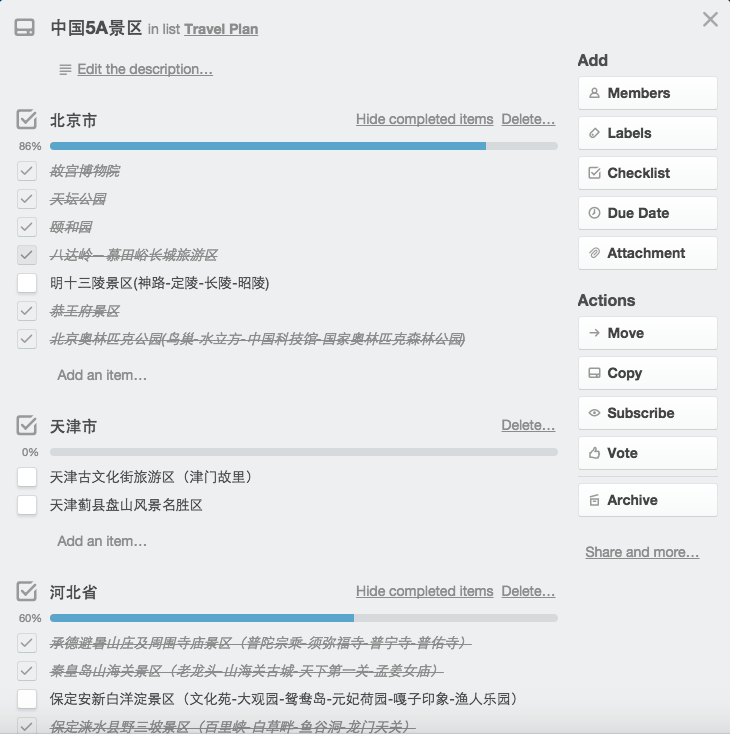 中国5A景区 in list Travel Plan
Edit the description…
北京市 Hide completed items Delete…
86%
故宫博物院
天坛公园
颐和园
八达岭—慕田峪长城旅游区
明十三陵景区(神路-定陵-长陵-昭陵)
恭王府景区
北京奥林匹克公园(鸟巢-水立方-中国科技馆-国家奥林匹克森林公园)
Add an item…
天津市 Delete…
0%
天津古文化街旅游区（津门故里）
天津蓟县盘山风景名胜区
Add an item…
河北省 Hide completed items Delete…
60%
承德避暑山庄及周围寺庙景区（普陀宗乘-须弥福寺-普宁寺-普佑寺）
秦皇岛山海关景区（老龙头-山海关古城-天下第一关-孟姜女庙）
保定安新白洋淀景区（文化苑-大观园-鸳鸯岛-元妃荷园-嘎子印象-渔人乐园）
保定涞水县野三坡景区（百里峡-白草畔-鱼谷洞-龙门天关）
Add
Members
Labels
Checklist
Due Date
Attachment
Actions
Move
Copy
Subscribe
Vote
Archive
Share and more…